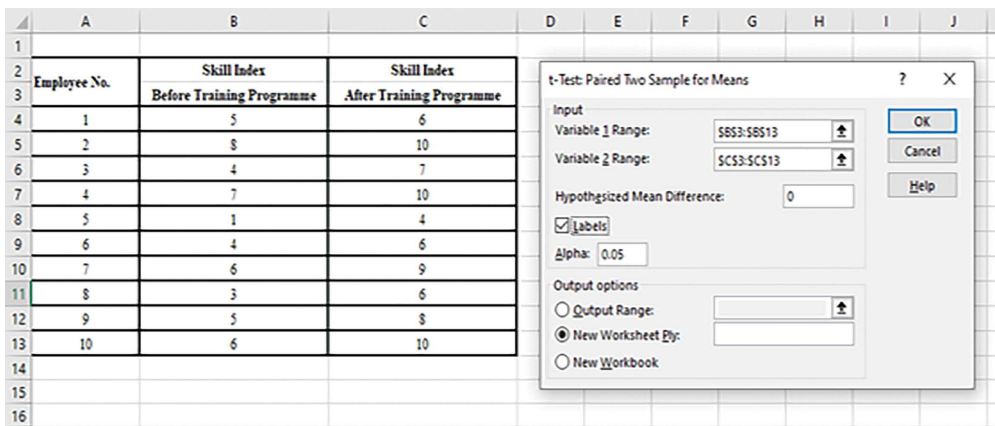 A B C D E F G H I J
1
2 Employee No. Skill Index Skill Index
3 Before Training Programme After Training Programme
4 1 5 6
5 2 8 10
6 3 4 7
7 4 7 10
8 5 1 4
9 6 4 6
10 7 6 9
11 8 3 6
12 9 5 8
13 10 6 10
14
15
16
t-Test: Paired Two Sample for Means ? X
Input
Variable 1 Range: $B$3:$B$13
Variable 2 Range: $C$3:$C$13
Hypothesized Mean Difference: 0
Labels
Alpha: 0.05
Output options
Output Range:
New Worksheet Ply:
New Workbook
OK
Cancel
Help